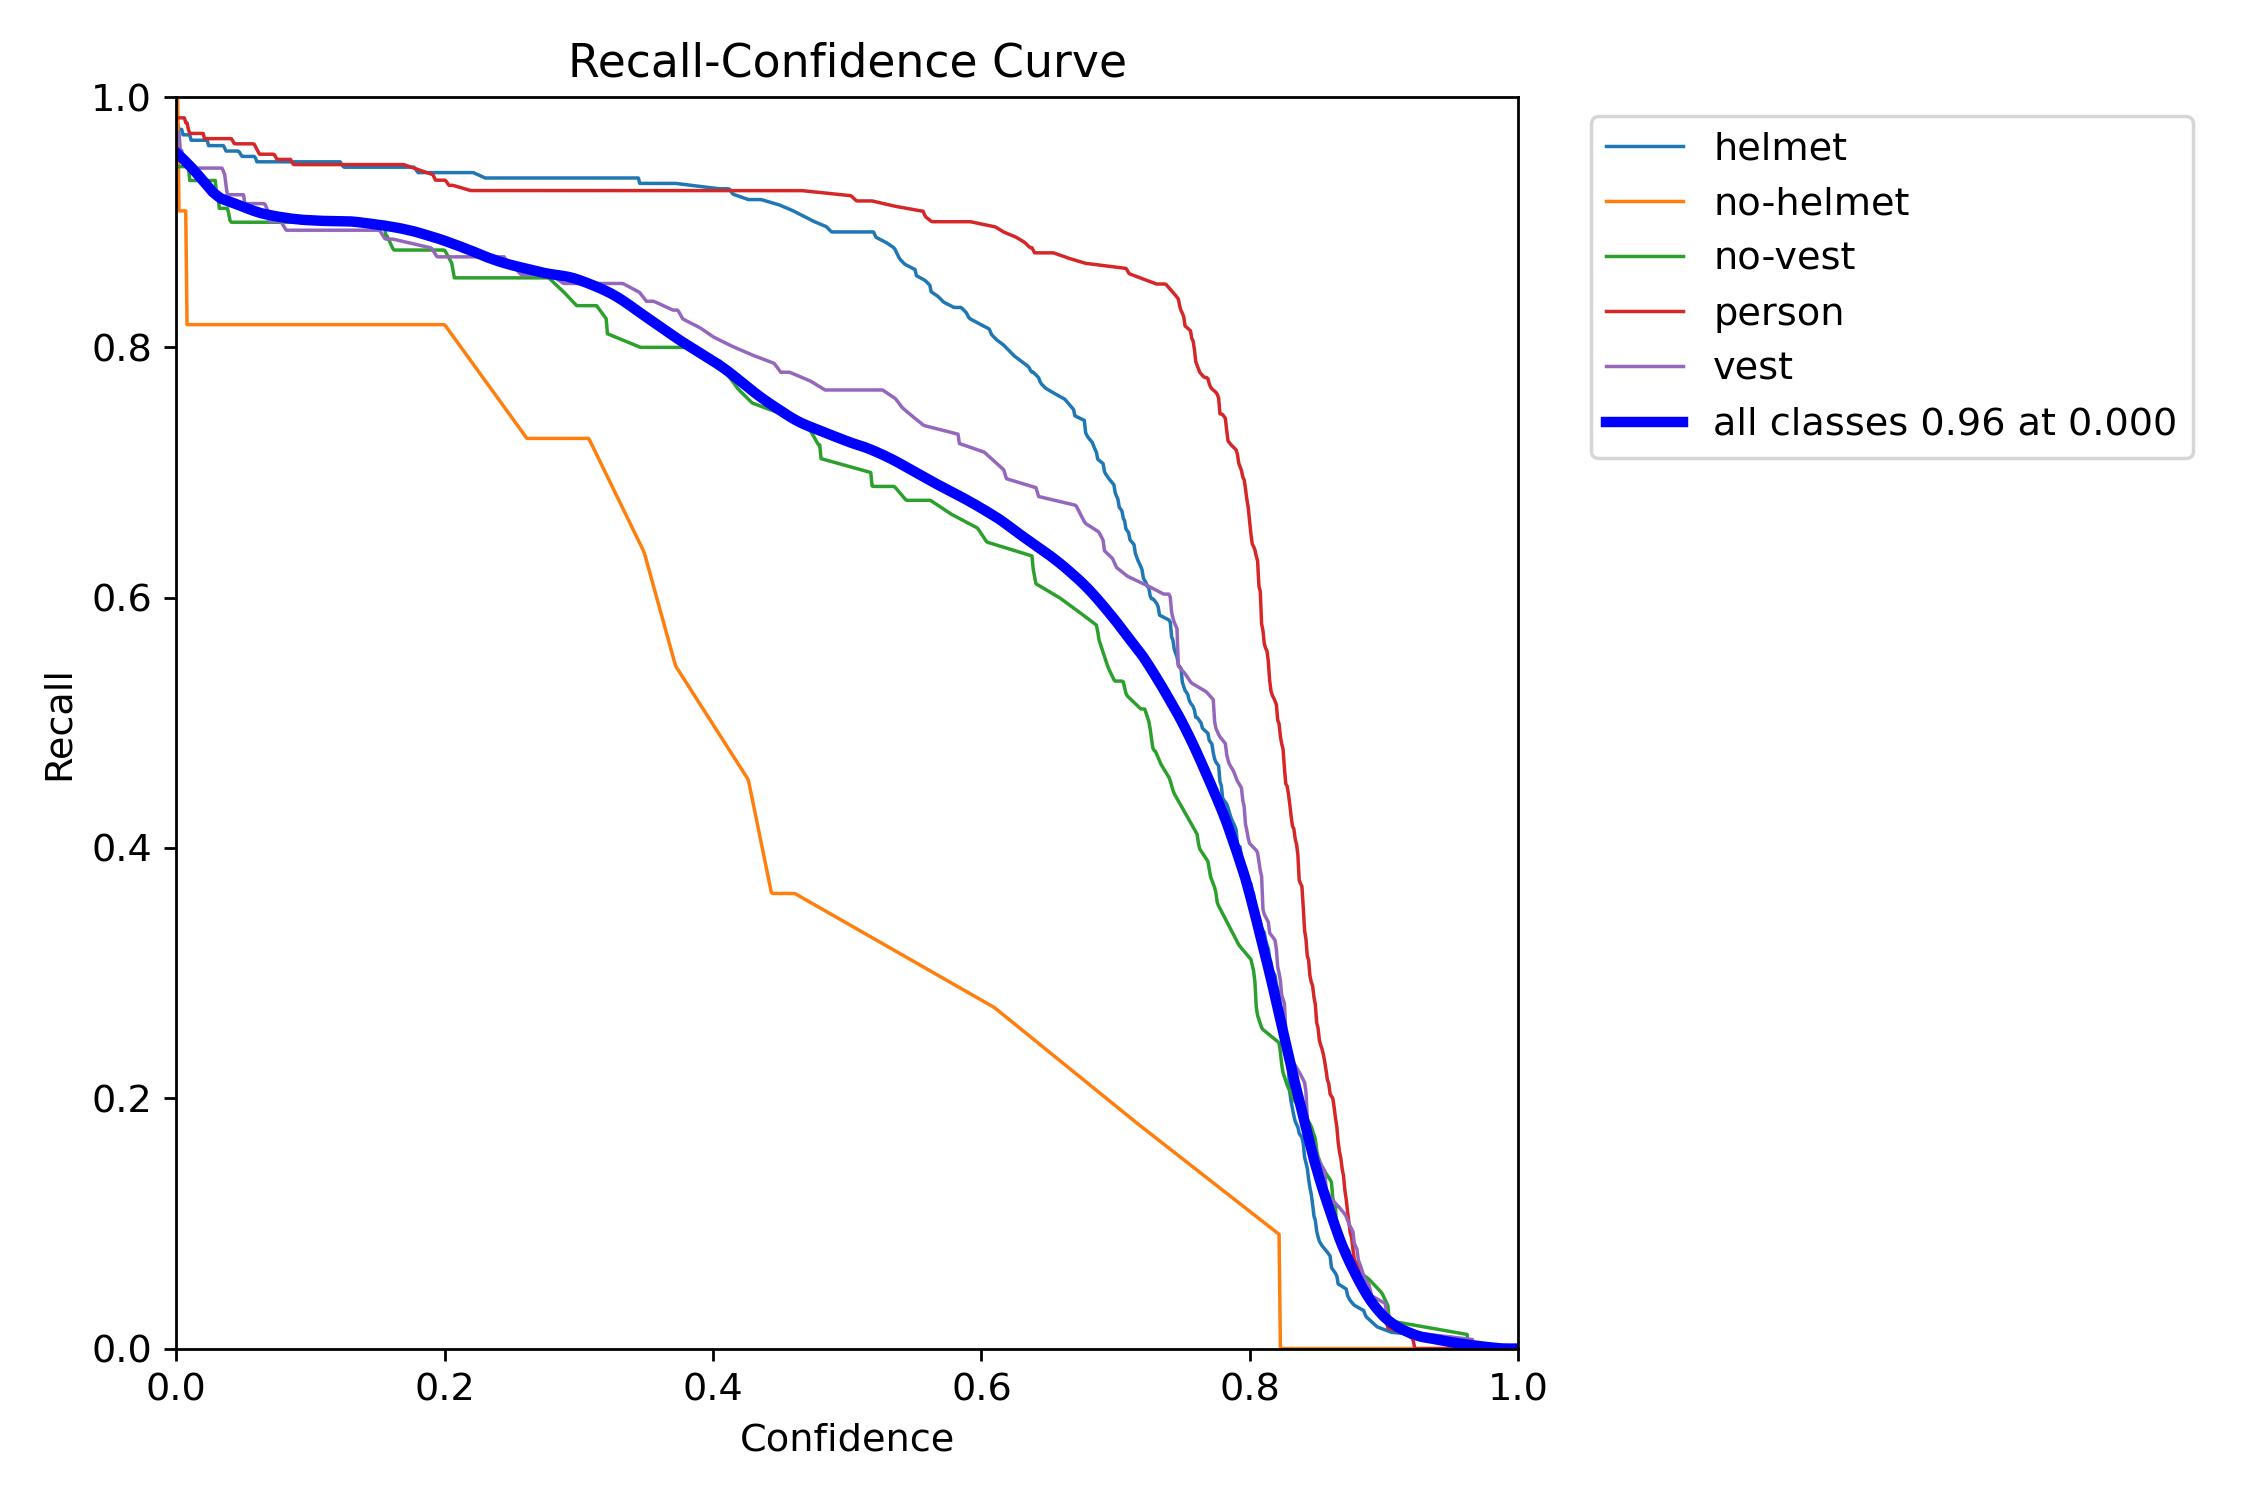 Recall-Confidence Curve
1.0
0.8
0.6
0.4
0.2
0.0
Recall
0.0 0.2 0.4 0.6 0.8 1.0
Confidence
helmet
no-helmet
no-vest
person
vest
all classes 0.96 at 0.000